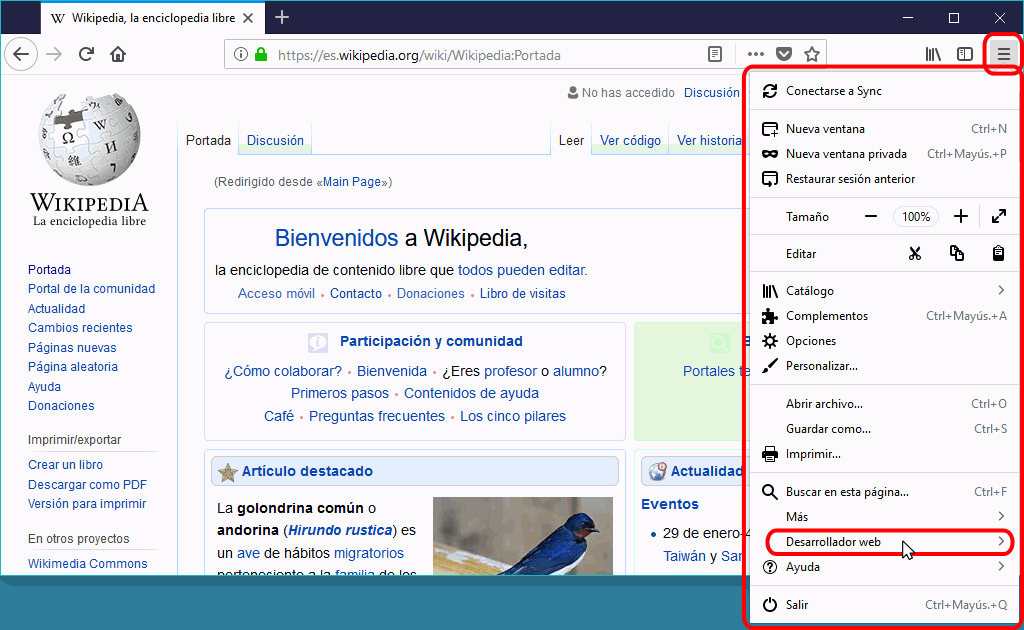 Wikipedia, la enciclopedia libre
https://es.wikipedia.org/wiki/Wikipedia:Portada
No has accedido Discusión
WIKIPEDIA
La enciclopedia libre
Portada Discusión Leer Ver código Ver historia
(Redirigido desde «Main Page»)
Bienvenidos a Wikipedia,
la enciclopedia de contenido libre que todos pueden editar.
Acceso móvil • Contacto • Donaciones • Libro de visitas
Portada
Portal de la comunidad
Actualidad
Cambios recientes
Páginas nuevas
Página aleatoria
Ayuda
Donaciones
Imprimir/exportar
Crear un libro
Descargar como PDF
Versión para imprimir
En otros proyectos
Wikimedia Commons
Participación y comunidad
¿Cómo colaborar? • Bienvenida • ¿Eres profesor o alumno?
Primeros pasos • Contenidos de ayuda
Café • Preguntas frecuentes • Los cinco pilares
Portales te
Artículo destacado
La golondrina común o
andorina (Hirundo rustica) es
un ave de hábitos migratorios
perteneciente a la familia de los
Actualidad
Eventos
• 29 de enero-4
Taiwán y San
Conectarse a Sync
Nueva ventana Ctrl+N
Nueva ventana privada Ctrl+Mayús.+P
Restaurar sesión anterior
Tamaño 100%
Editar
Catálogo
Complementos Ctrl+Mayús.+A
Opciones
Personalizar...
Abrir archivo... Ctrl+O
Guardar como... Ctrl+S
Imprimir...
Buscar en esta página... Ctrl+F
Más
Desarrollador web
Ayuda
Salir Ctrl+Mayús.+Q